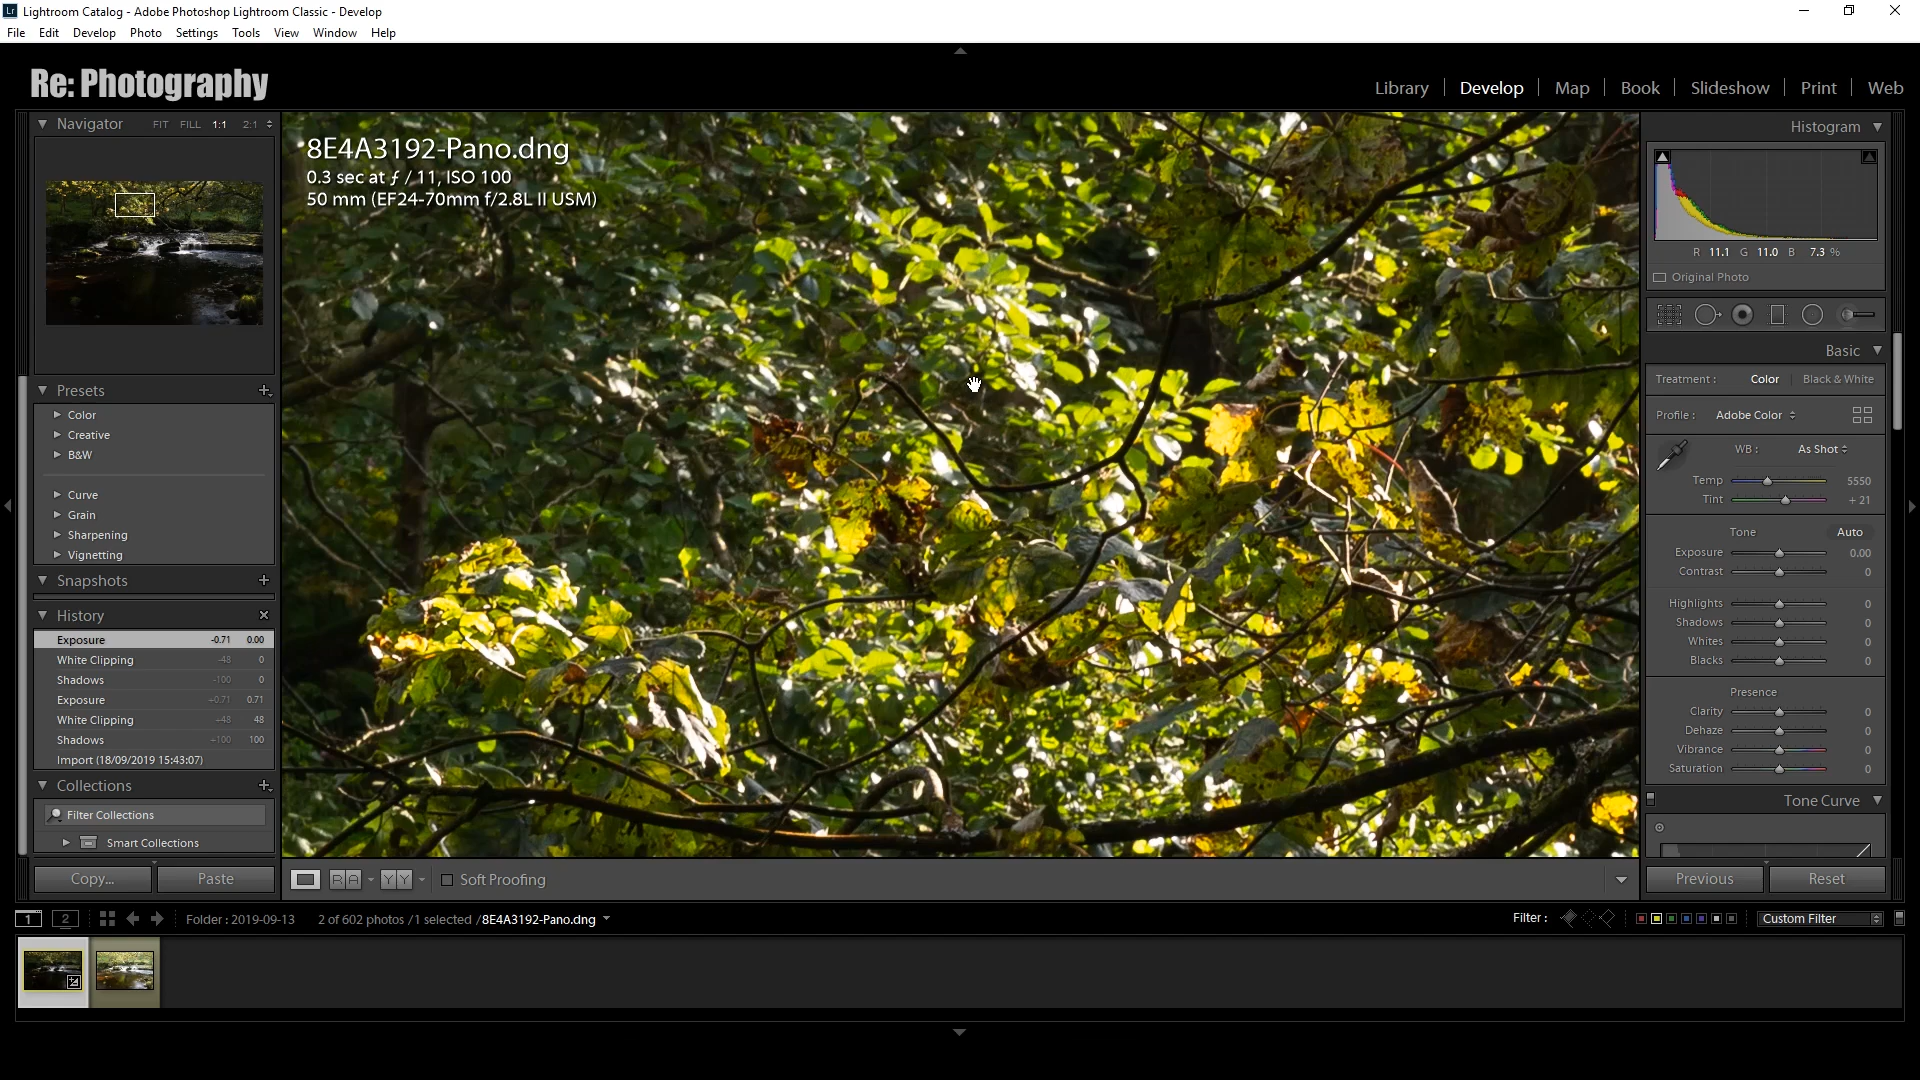 Lr Lightroom Catalog - Adobe Photoshop Lightroom Classic - Develop
File Edit Develop Photo Settings Tools View Window Help
Re: Photography
Library Develop Map Book Slideshow Print Web
Navigator FIT FILL 1:1 2:1
8E4A3192-Pano.dng
0.3 sec at ƒ / 11, ISO 100
50 mm (EF24-70mm f/2.8L II USM)
Presets
Color
Creative
B&W
Curve
Grain
Sharpening
Vignetting
Snapshots
History
Exposure -0.71 0.00
White Clipping -48 0
Shadows -100 0
Exposure +0.71 0.71
White Clipping +48 48
Shadows +100 100
Import (18/09/2019 15:43:07)
Collections
Filter Collections
Smart Collections
Copy... Paste
Histogram
R 11.1 G 11.0 B 7.3 %
Original Photo
Basic
Treatment : Color Black & White
Profile : Adobe Color
WB : As Shot
Temp 5550
Tint + 21
Tone Auto
Exposure 0.00
Contrast 0
Highlights 0
Shadows 0
Whites 0
Blacks 0
Presence
Clarity 0
Dehaze 0
Vibrance 0
Saturation 0
Tone Curve
Previous Reset
R A Y Y Soft Proofing
1 2 Folder : 2019-09-13 2 of 602 photos /1 selected /8E4A3192-Pano.dng Filter : Custom Filter